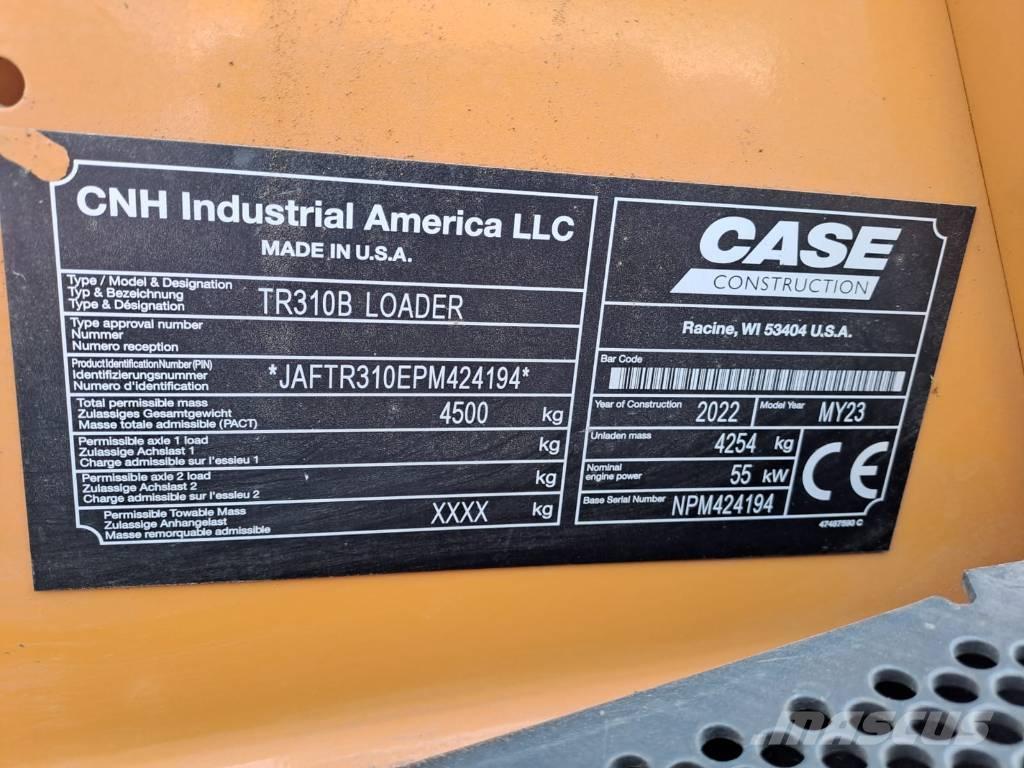 CNH Industrial America LLC
MADE IN U.S.A.
Type / Model & Designation
Typ & Bezeichnung
Type & Désignation
TR310B LOADER
Type approval number
Nummer
Numero reception
Product Identification Number (PIN)
Identifizierungsnummer
Numero d'identification
*JAFTR310EPM424194*
Total permissible mass
Zulassiges Gesamtgewicht
Masse totale admissible (PACT)
4500 kg
Permissible axle 1 load
Zulassige Achslast 1
Charge admissible sur l'essieu 1
kg
Permissible axle 2 load
Zulassige Achslast 2
Charge admissible sur l'essieu 2
kg
Permissible Towable Mass
Zulassige Anhangelast
Masse remorquable admissible
XXXX kg
CASE
CONSTRUCTION
Racine, WI 53404 U.S.A.
Bar Code
Year of Construction 2022 Model Year MY23
Unladen mass 4254 kg
Nominal
engine power
55 kW
CE
Base Serial Number NPM424194
47487590 C
MASCUS